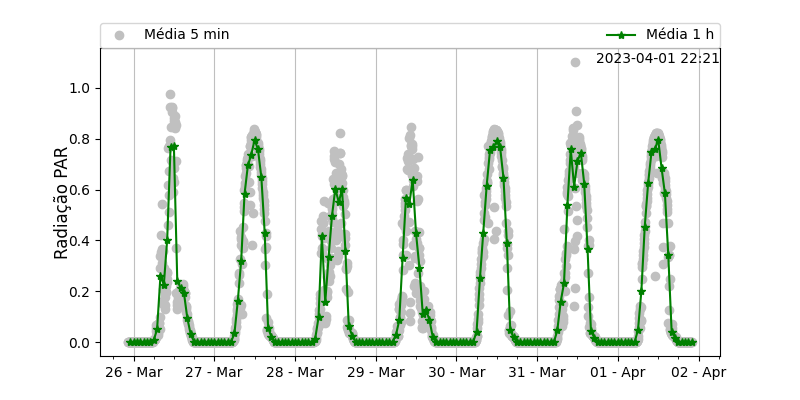 Média 5 min
Média 1 h
2023-04-01 22:21
Radiação PAR
1.0
0.8
0.6
0.4
0.2
0.0
26 - Mar
27 - Mar
28 - Mar
29 - Mar
30 - Mar
31 - Mar
01 - Apr
02 - Apr